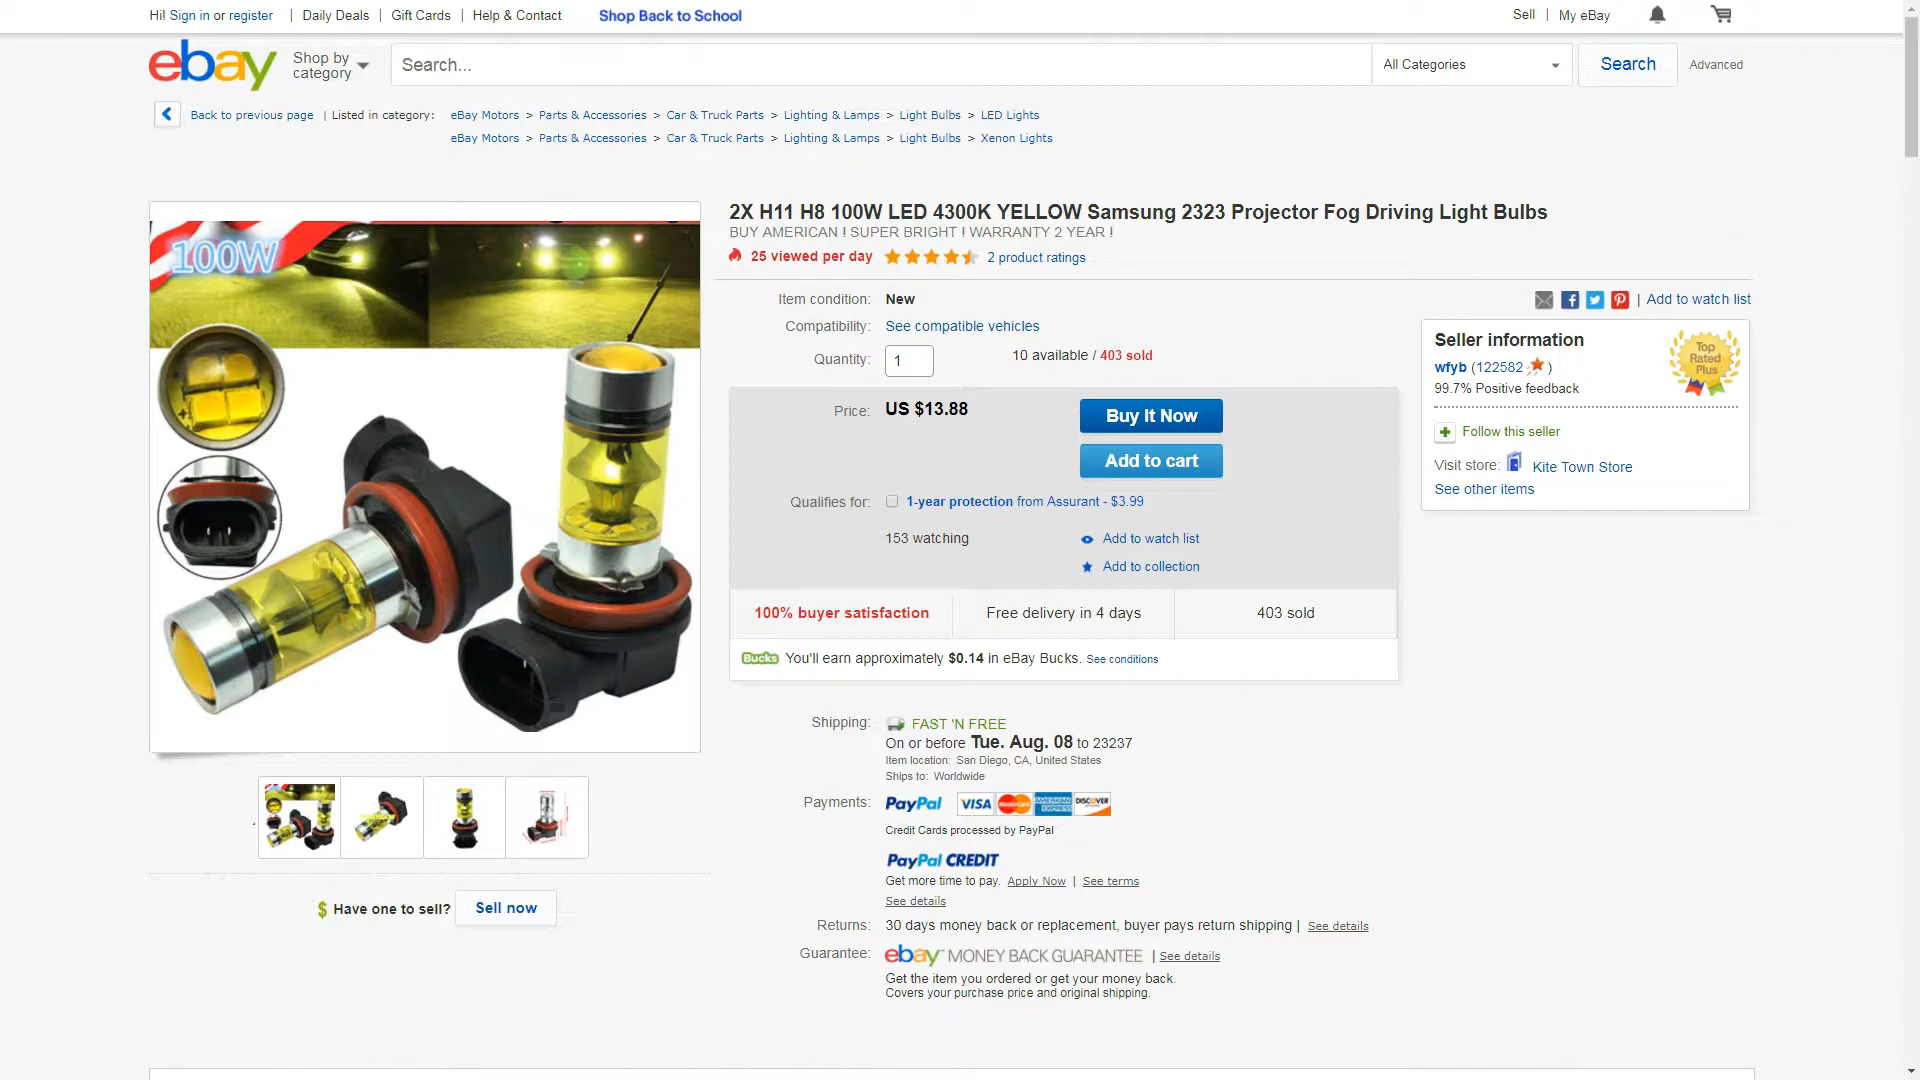 Hi! Sign in or register | Daily Deals | Gift Cards | Help & Contact Shop Back to School Sell | My eBay
ebay Shop by category Search... All Categories Search Advanced
Back to previous page | Listed in category: eBay Motors > Parts & Accessories > Car & Truck Parts > Lighting & Lamps > Light Bulbs > LED Lights
eBay Motors > Parts & Accessories > Car & Truck Parts > Lighting & Lamps > Light Bulbs > Xenon Lights
100W
2X H11 H8 100W LED 4300K YELLOW Samsung 2323 Projector Fog Driving Light Bulbs
BUY AMERICAN ! SUPER BRIGHT ! WARRANTY 2 YEAR !
25 viewed per day 2 product ratings
Item condition: New
| Add to watch list
Compatibility: See compatible vehicles
Quantity: 1 10 available / 403 sold
Price: US $13.88 Buy It Now
Add to cart
Qualifies for: 1-year protection from Assurant - $3.99
153 watching Add to watch list
Add to collection
100% buyer satisfaction Free delivery in 4 days 403 sold
Bucks You'll earn approximately $0.14 in eBay Bucks. See conditions
Seller information
Top Rated Plus
wfyb (122582 )
99.7% Positive feedback
Follow this seller
Visit store: Kite Town Store
See other items
Shipping: FAST 'N FREE
On or before Tue. Aug. 08 to 23237
Item location: San Diego, CA, United States
Ships to: Worldwide
Payments: PayPal VISA MasterCard AMERICAN EXPRESS DISCOVER
Credit Cards processed by PayPal
PayPal CREDIT
Get more time to pay. Apply Now | See terms
See details
Returns: 30 days money back or replacement, buyer pays return shipping | See details
Guarantee: ebay MONEY BACK GUARANTEE | See details
Get the item you ordered or get your money back.
Covers your purchase price and original shipping.
$ Have one to sell? Sell now